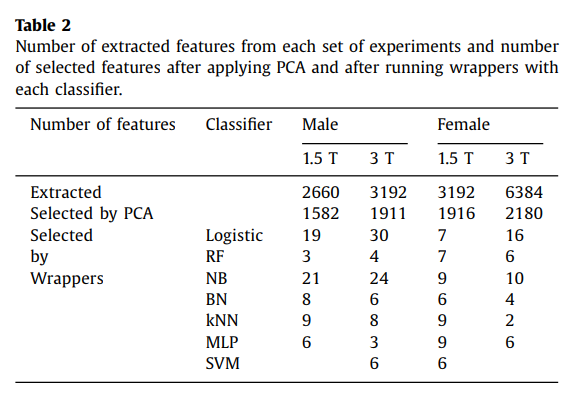 Table 2
Number of extracted features from each set of experiments and number
of selected features after applying PCA and after running wrappers with
each classifier.
Number of features Classifier Male Female
1.5 T 3 T 1.5 T 3 T
Extracted 2660 3192 3192 6384
Selected by PCA 1582 1911 1916 2180
Selected Logistic 19 30 7 16
by RF 3 4 7 6
Wrappers NB 21 24 9 10
BN 8 6 6 4
kNN 9 8 9 2
MLP 6 3 9 6
SVM 6 6